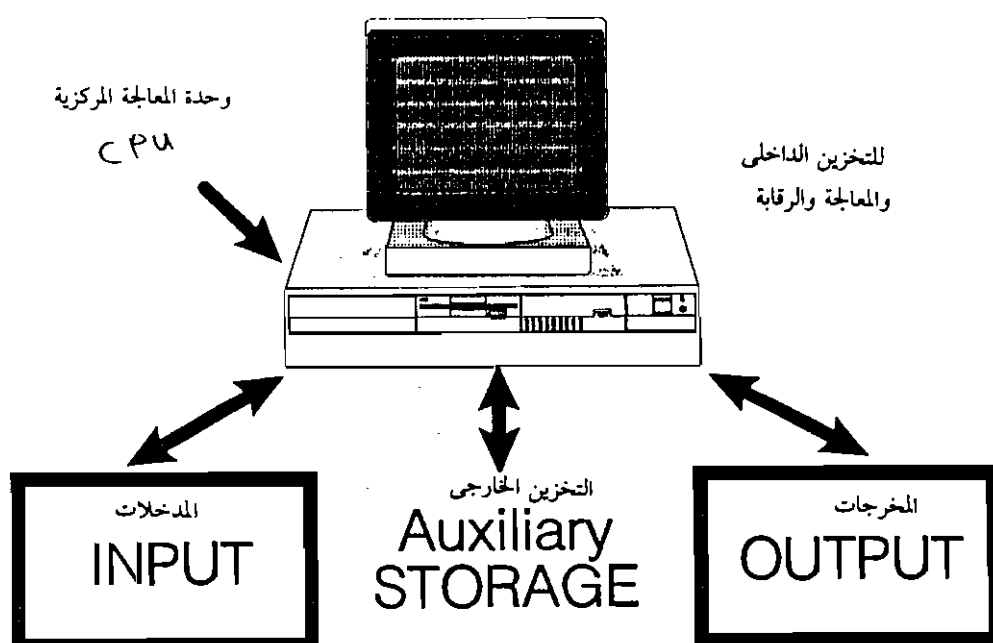 وحدة المعالجة المركزية
CPU
للتخزين الداخلى
والمعالجة والرقابة
المدخلات
INPUT
التخزين الخارجى
Auxiliary
STORAGE
المخرجات
OUTPUT